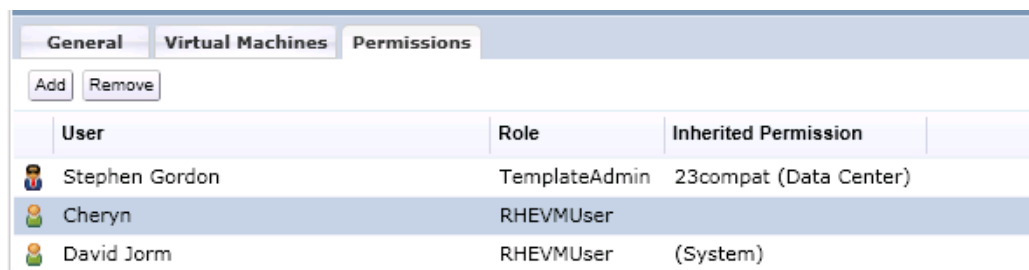 General Virtual Machines Permissions
Add Remove
User Role Inherited Permission
Stephen Gordon TemplateAdmin 23compat (Data Center)
Cheryn RHEVMUser
David Jorm RHEVMUser (System)